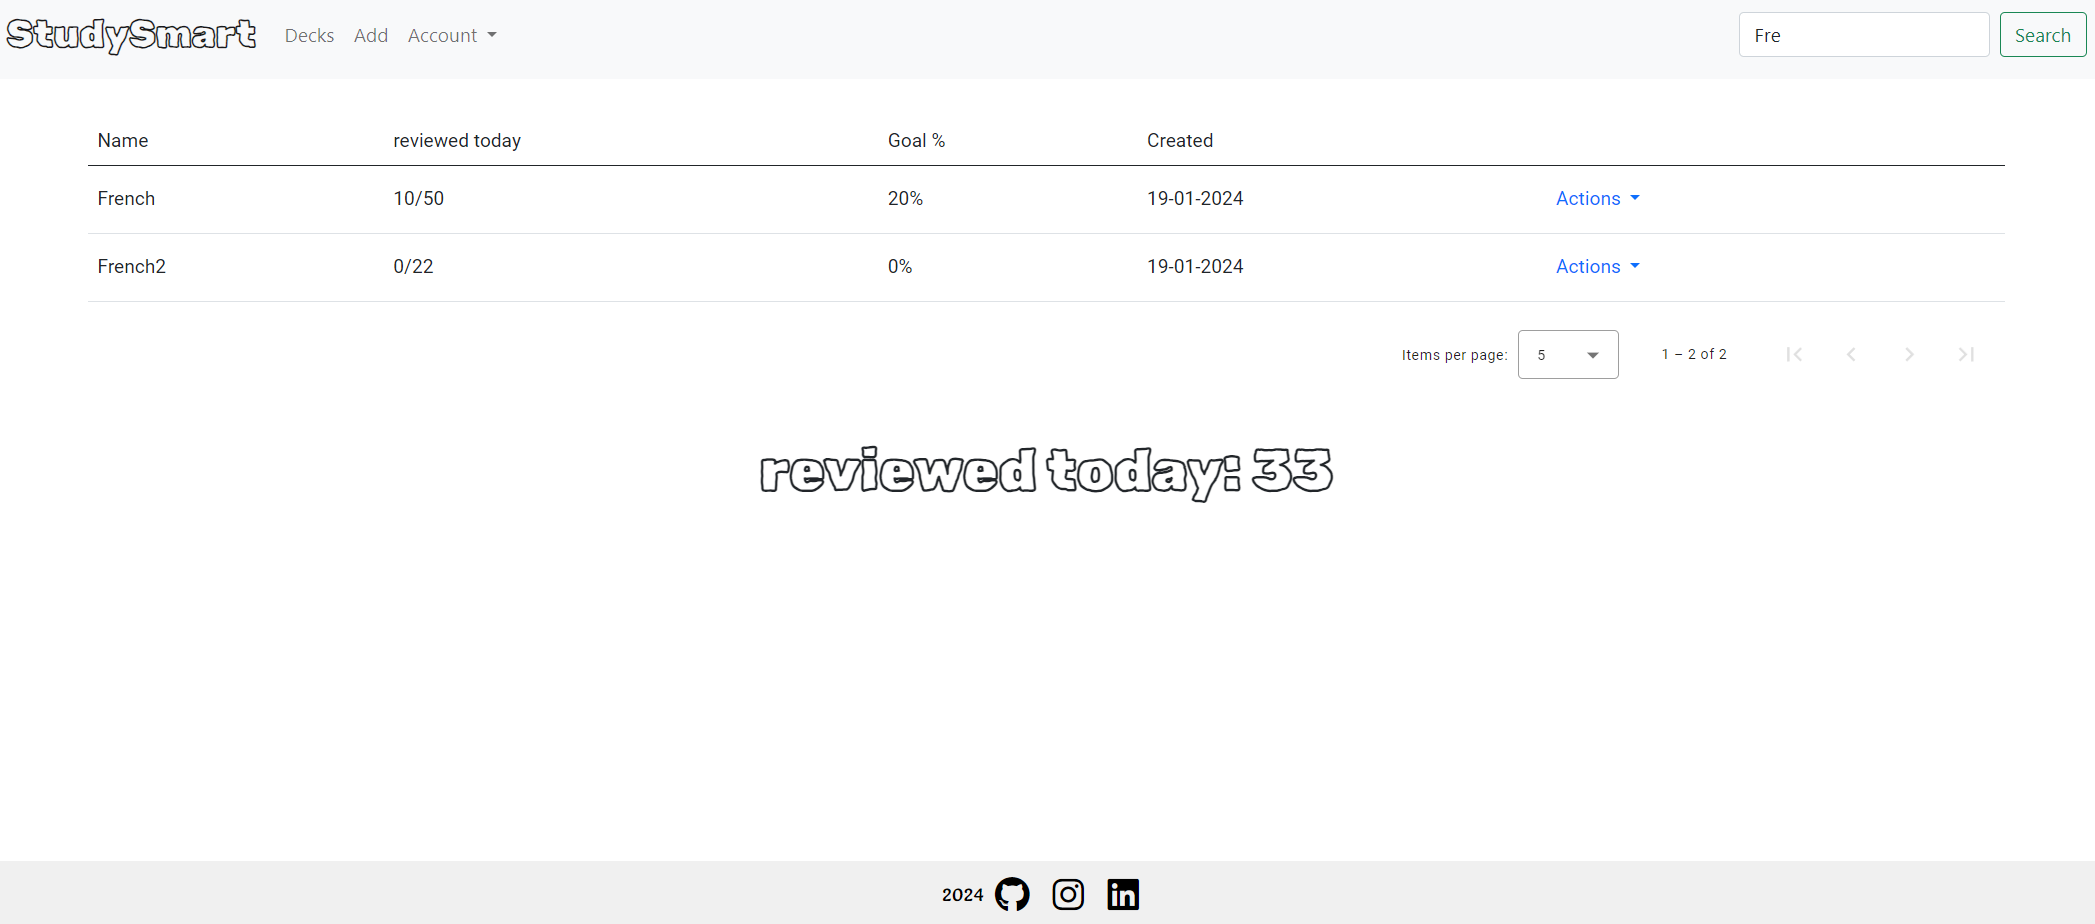 StudySmart Decks Add Account Fre Search
Name reviewed today Goal % Created
French 10/50 20% 19-01-2024 Actions
French2 0/22 0% 19-01-2024 Actions
Items per page: 5 1 – 2 of 2
reviewed today: 33
2024